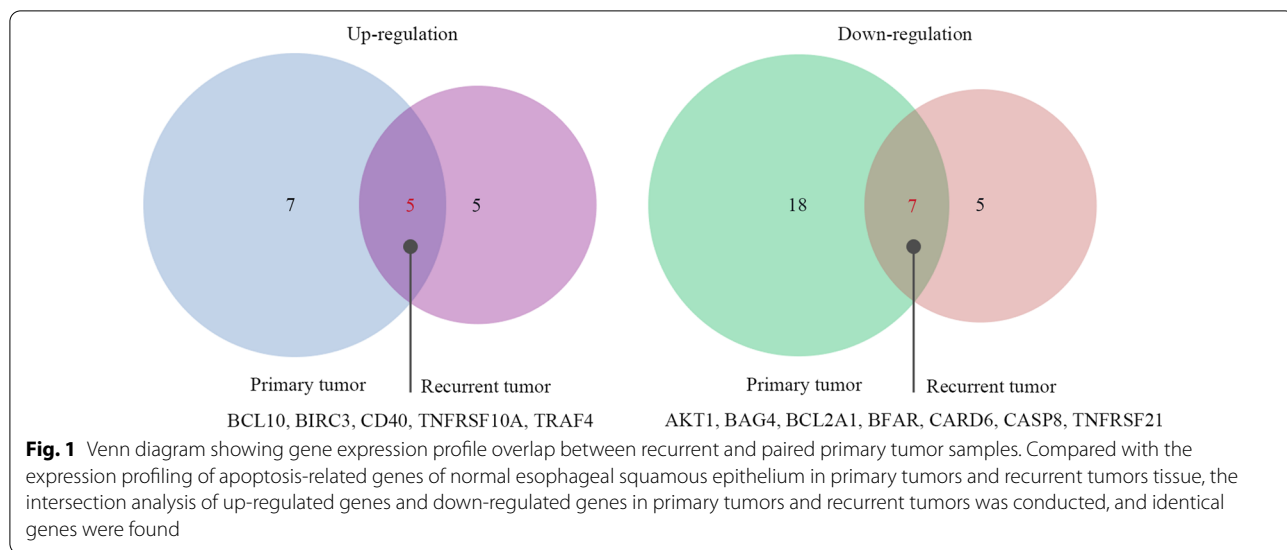 Up-regulation
Down-regulation
7
5
5
18
7
5
Primary tumor
Recurrent tumor
Primary tumor
Recurrent tumor
BCL10, BIRC3, CD40, TNFRSF10A, TRAF4
AKT1, BAG4, BCL2A1, BFAR, CARD6, CASP8, TNFRSF21
Fig. 1 Venn diagram showing gene expression profile overlap between recurrent and paired primary tumor samples. Compared with the
expression profiling of apoptosis-related genes of normal esophageal squamous epithelium in primary tumors and recurrent tumors tissue, the
intersection analysis of up-regulated genes and down-regulated genes in primary tumors and recurrent tumors was conducted, and identical
genes were found